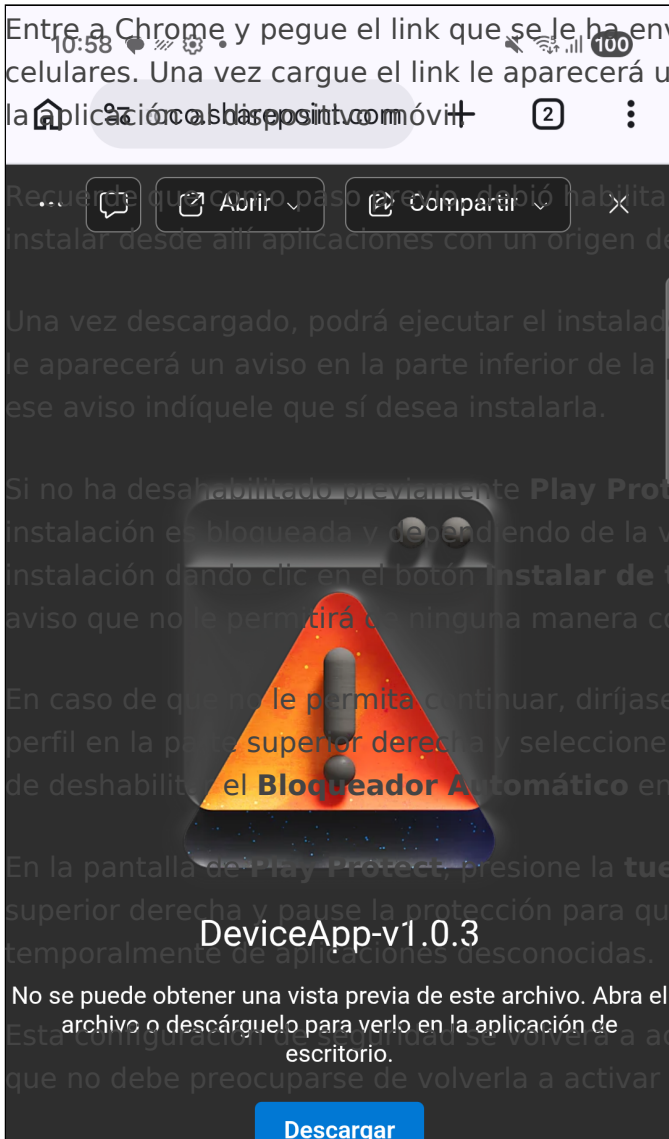 Entre a Chrome y pegue el link que se le ha env
10:58
100
celulares. Una vez cargue el link le aparecerá u
la aplicación al dispositivo móvil
co.sharepoint.com
2
Recuerde que como paso previo, debió habilita
Abrir
Compartir
instalar desde allí aplicaciones con un origen de
Una vez descargado, podrá ejecutar el instalad
le aparecerá un aviso en la parte inferior de la
ese aviso indíquele que sí desea instalarla.
Si no ha desahabilitado previamente Play Prot
instalación es bloqueada y dependiendo de la v
instalación dando clic en el botón Instalar de t
aviso que no le permitirá de ninguna manera co
En caso de que no le permita continuar, diríjase
perfil en la parte superior derecha y seleccione
de deshabilitar el Bloqueador Automático en
En la pantalla de Play Protect, presione la tue
superior derecha y pause la protección para qu
DeviceApp-v1.0.3
temporalmente de aplicaciones desconocidas.
No se puede obtener una vista previa de este archivo. Abra el
archivo o descárguelo para verlo en la aplicación de
Esta configuración de seguridad se volverá a ac
escritorio.
que no debe preocuparse de volverla a activar
Descargar